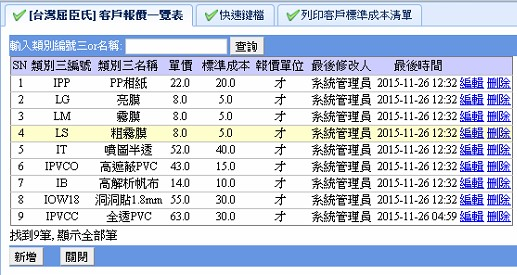 [台灣屈臣氏] 客戶報價一覽表 快速鍵檔 列印客戶標準成本清單
輸入類別編號三or名稱: 查詢
SN 類別三編號 類別三名稱 單價 標準成本 報價單位 最後修改人 最後時間
1 IPP PP相紙 22.0 20.0 才 系統管理員 2015-11-26 12:32 編輯 刪除
2 LG 亮膜 8.0 5.0 才 系統管理員 2015-11-26 12:32 編輯 刪除
3 LM 霧膜 8.0 5.0 才 系統管理員 2015-11-26 12:32 編輯 刪除
4 LS 粗霧膜 8.0 5.0 才 系統管理員 2015-11-26 12:32 編輯 刪除
5 IT 噴圖半透 52.0 40.0 才 系統管理員 2015-11-26 12:32 編輯 刪除
6 IPVCO 高遮蔽PVC 43.0 15.0 才 系統管理員 2015-11-26 12:32 編輯 刪除
7 IB 高解析帆布 14.0 10.0 才 系統管理員 2015-11-26 12:32 編輯 刪除
8 IOW18 洞洞貼1.8mm 55.0 30.0 才 系統管理員 2015-11-26 12:32 編輯 刪除
9 IPVCC 全透PVC 63.0 30.0 才 系統管理員 2015-11-26 04:59 編輯 刪除
找到9筆, 顯示全部筆
新增 關閉